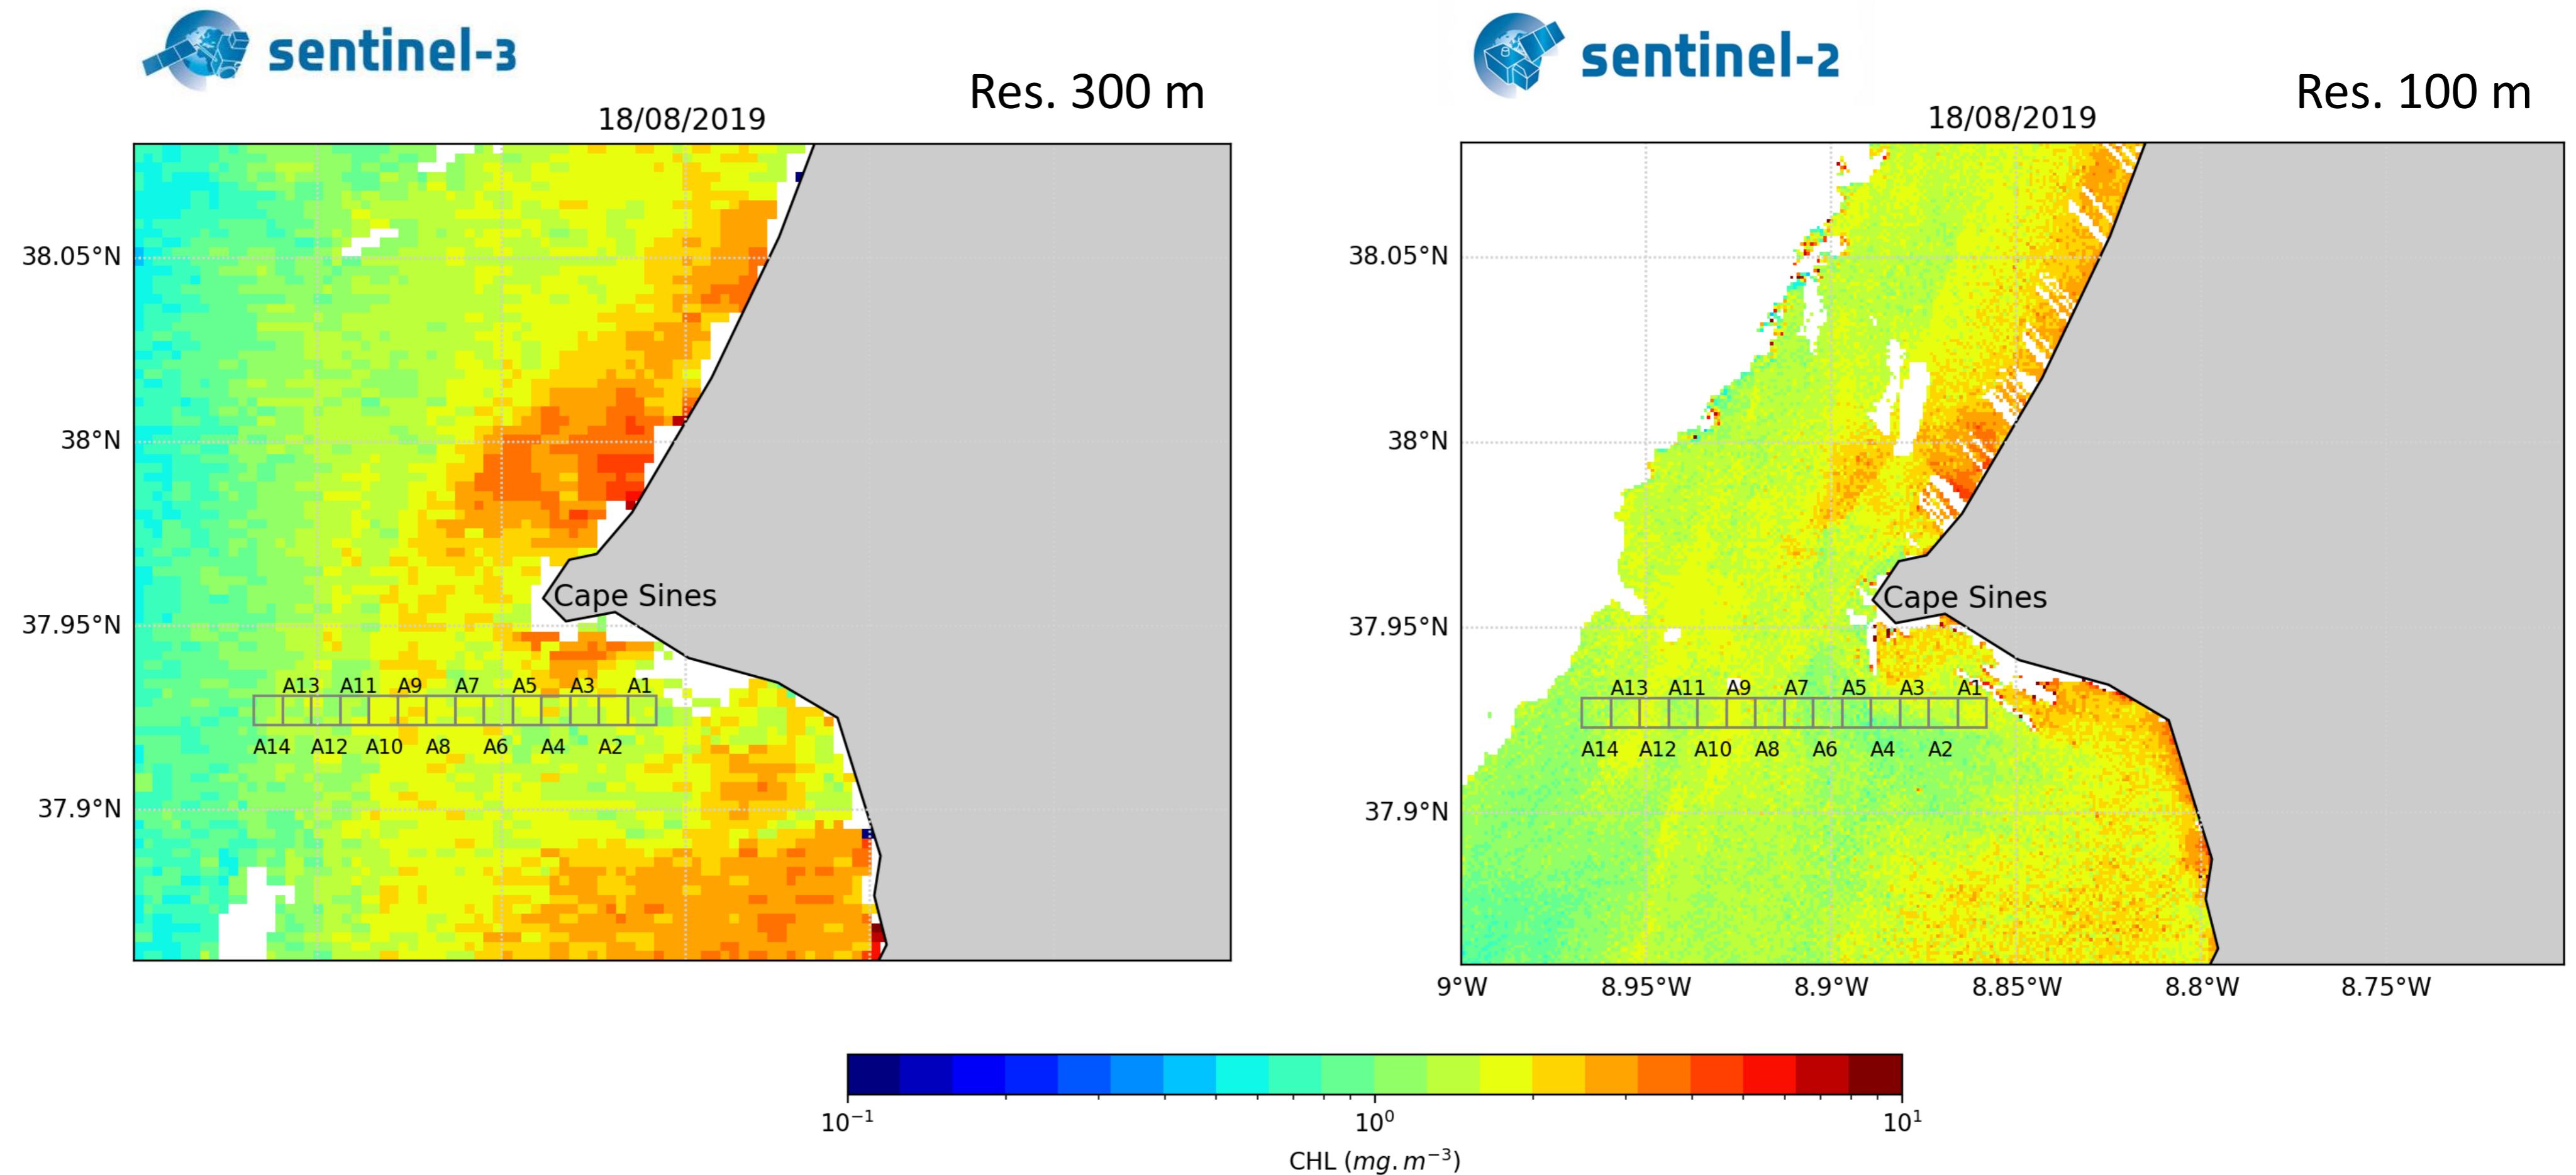 sentinel-3
Res. 300 m
18/08/2019
38.05°N
38°N
37.95°N
37.9°N
Cape Sines
A13 A11 A9 A7 A5 A3 A1
A14 A12 A10 A8 A6 A4 A2
sentinel-2
Res. 100 m
18/08/2019
38.05°N
38°N
37.95°N
37.9°N
Cape Sines
A13 A11 A9 A7 A5 A3 A1
A14 A12 A10 A8 A6 A4 A2
9°W 8.95°W 8.9°W 8.85°W 8.8°W 8.75°W
10⁻¹ 10⁰ 10¹
CHL (mg.m⁻³)